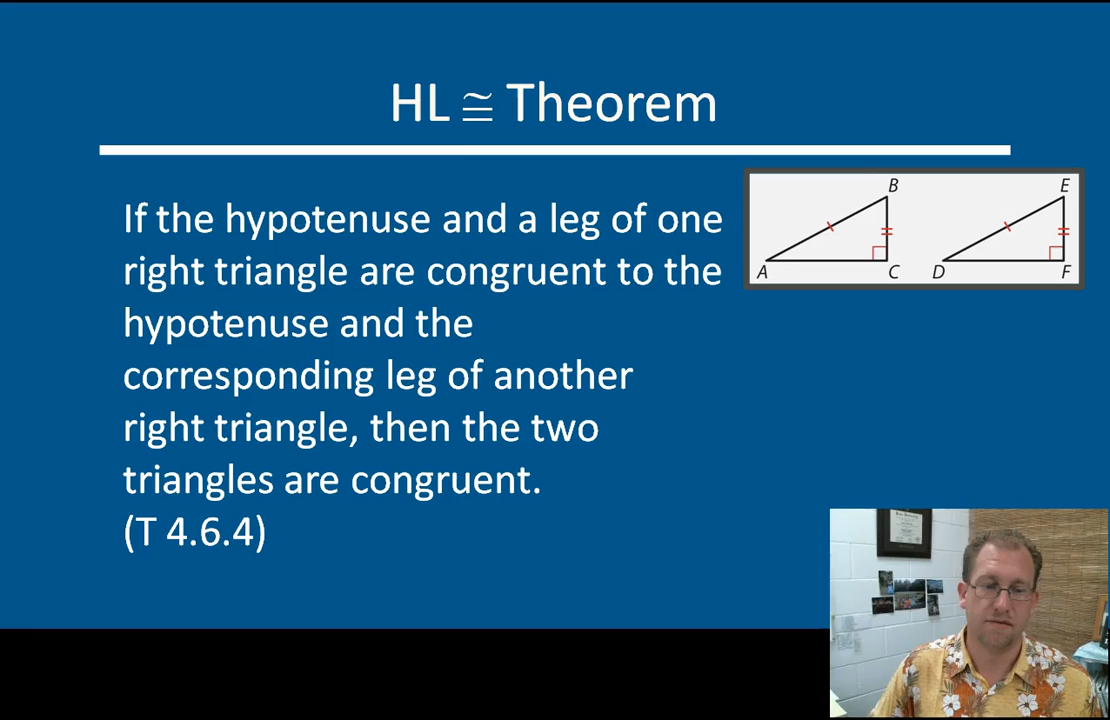 HL ≅ Theorem
If the hypotenuse and a leg of one
right triangle are congruent to the
hypotenuse and the
corresponding leg of another
right triangle, then the two
triangles are congruent.
(T 4.6.4)
B
E
A
C
D
F